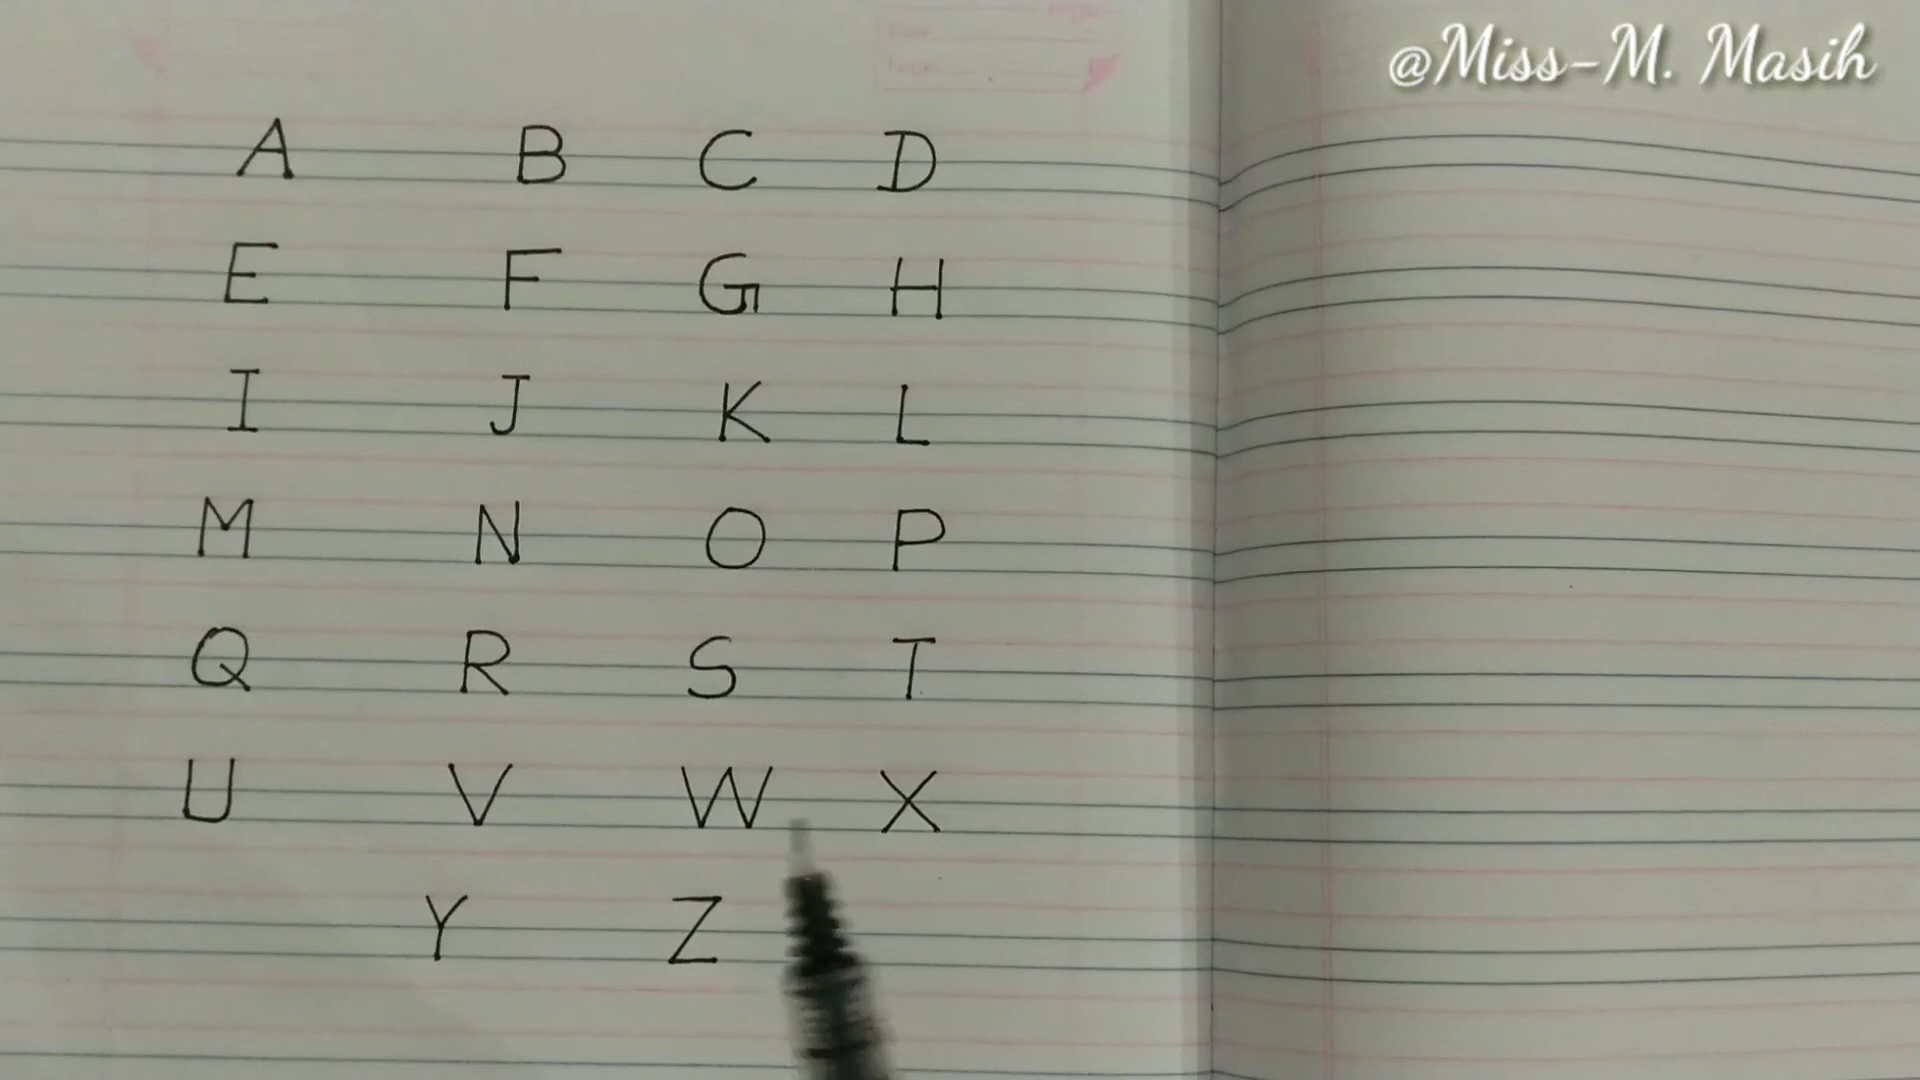 @Miss-M. Masih
A B C D
E F G H
I J K L
M N O P
Q R S T
U V W X
Y Z